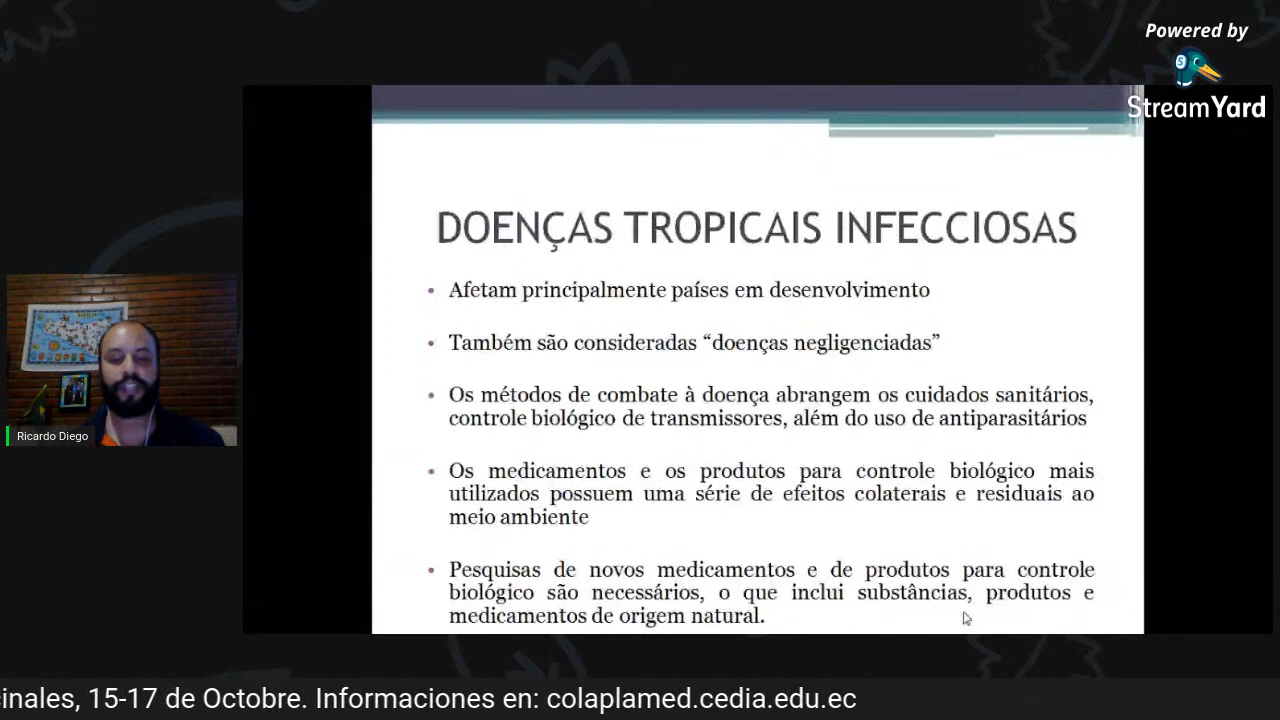 Powered by
StreamYard
DOENÇAS TROPICAIS INFECCIOSAS
• Afetam principalmente países em desenvolvimento
• Também são consideradas “doenças negligenciadas”
• Os métodos de combate à doença abrangem os cuidados sanitários,
controle biológico de transmissores, além do uso de antiparasitários
• Os medicamentos e os produtos para controle biológico mais
utilizados possuem uma série de efeitos colaterais e residuais ao
meio ambiente
• Pesquisas de novos medicamentos e de produtos para controle
biológico são necessários, o que inclui substâncias, produtos e
medicamentos de origem natural.
Ricardo Diego
inales, 15-17 de Octobre. Informaciones en: colaplamed.cedia.edu.ec